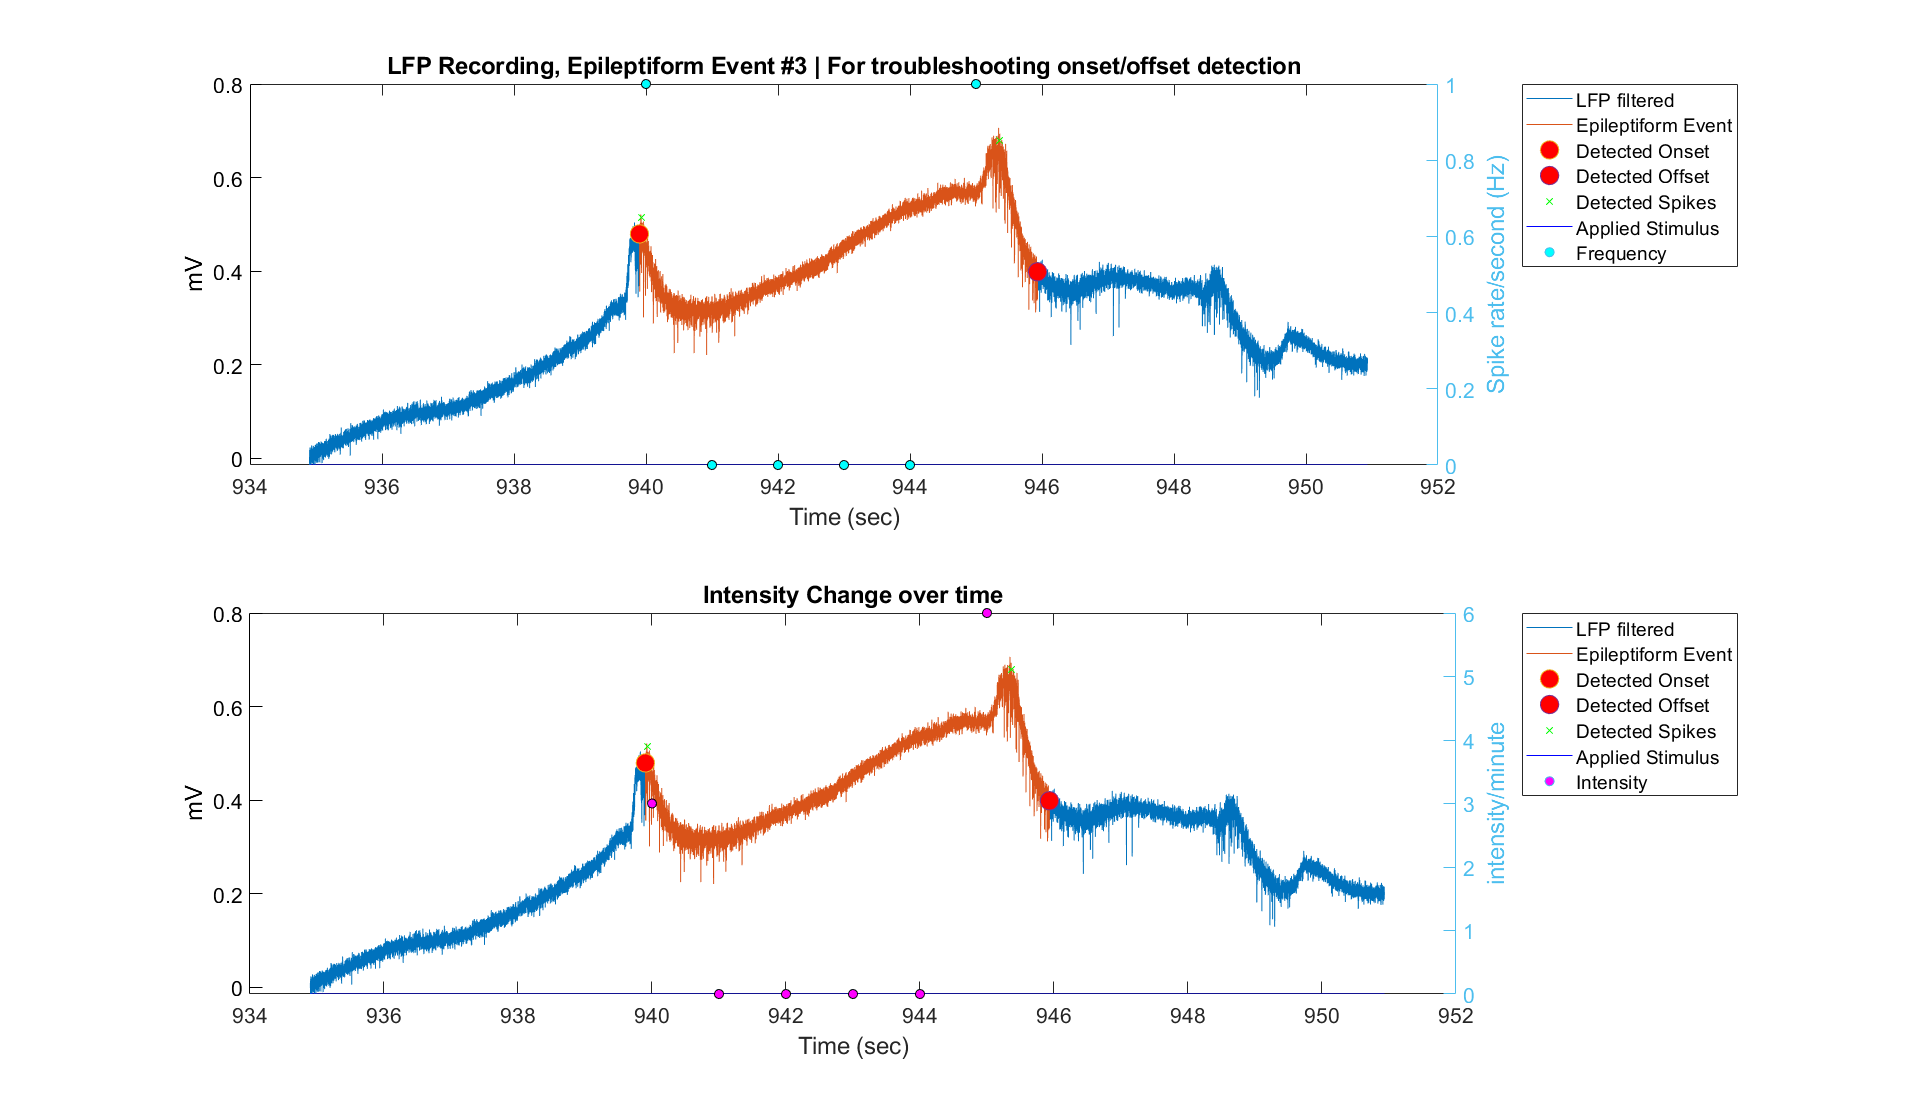 LFP Recording, Epileptiform Event #3 | For troubleshooting onset/offset detection
0.8
0.6
0.4
0.2
0
mV
934 936 938 940 942 944 946 948 950 952
Time (sec)
1
0.8
0.6
0.4
0.2
0
Spike rate/second (Hz)
LFP filtered
Epileptiform Event
Detected Onset
Detected Offset
Detected Spikes
Applied Stimulus
Frequency
Intensity Change over time
0.8
0.6
0.4
0.2
0
mV
934 936 938 940 942 944 946 948 950 952
Time (sec)
6
5
4
3
2
1
0
intensity/minute
LFP filtered
Epileptiform Event
Detected Onset
Detected Offset
Detected Spikes
Applied Stimulus
Intensity